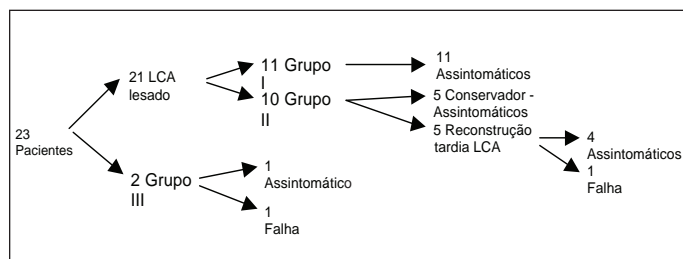 23
Pacientes
21 LCA
lesado
2 Grupo
III
11 Grupo
I
10 Grupo
II
1
Assintomático
1
Falha
11
Assintomáticos
5 Conservador -
Assintomáticos
5 Reconstrução
tardia LCA
4
Assintomáticos
1
Falha